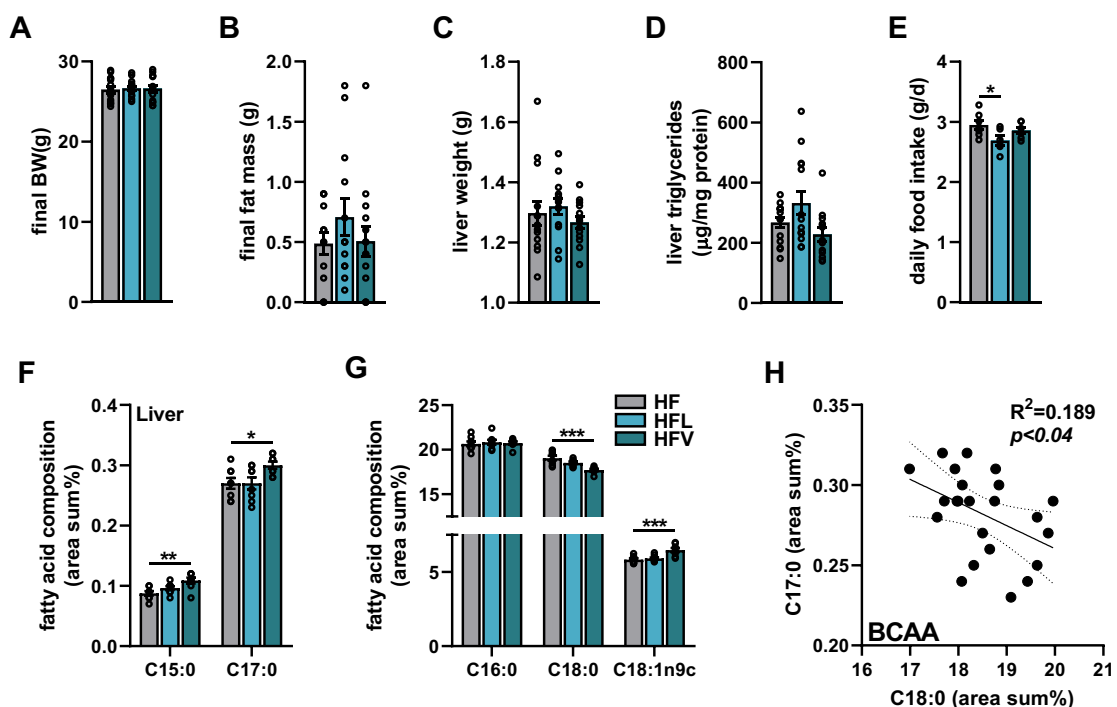 A
final BW(g)
30
20
10
0
B
final fat mass (g)
2.0
1.5
1.0
0.5
0.0
C
liver weight (g)
1.8
1.6
1.4
1.2
1.0
D
liver triglycerides
(µg/mg protein)
800
600
400
200
0
E
daily food intake (g/d)
4
3
2
1
0
*
F
fatty acid composition
(area sum%)
0.4
0.3
0.2
0.1
0.0
Liver
**
*
C15:0
C17:0
G
fatty acid composition
(area sum%)
25
20
15
5
0
***
***
HF
HFL
HFV
C16:0
C18:0
C18:1n9c
H
C17:0 (area sum%)
0.35
0.30
0.25
0.20
R²=0.189
p<0.04
BCAA
16
17
18
19
20
21
C18:0 (area sum%)